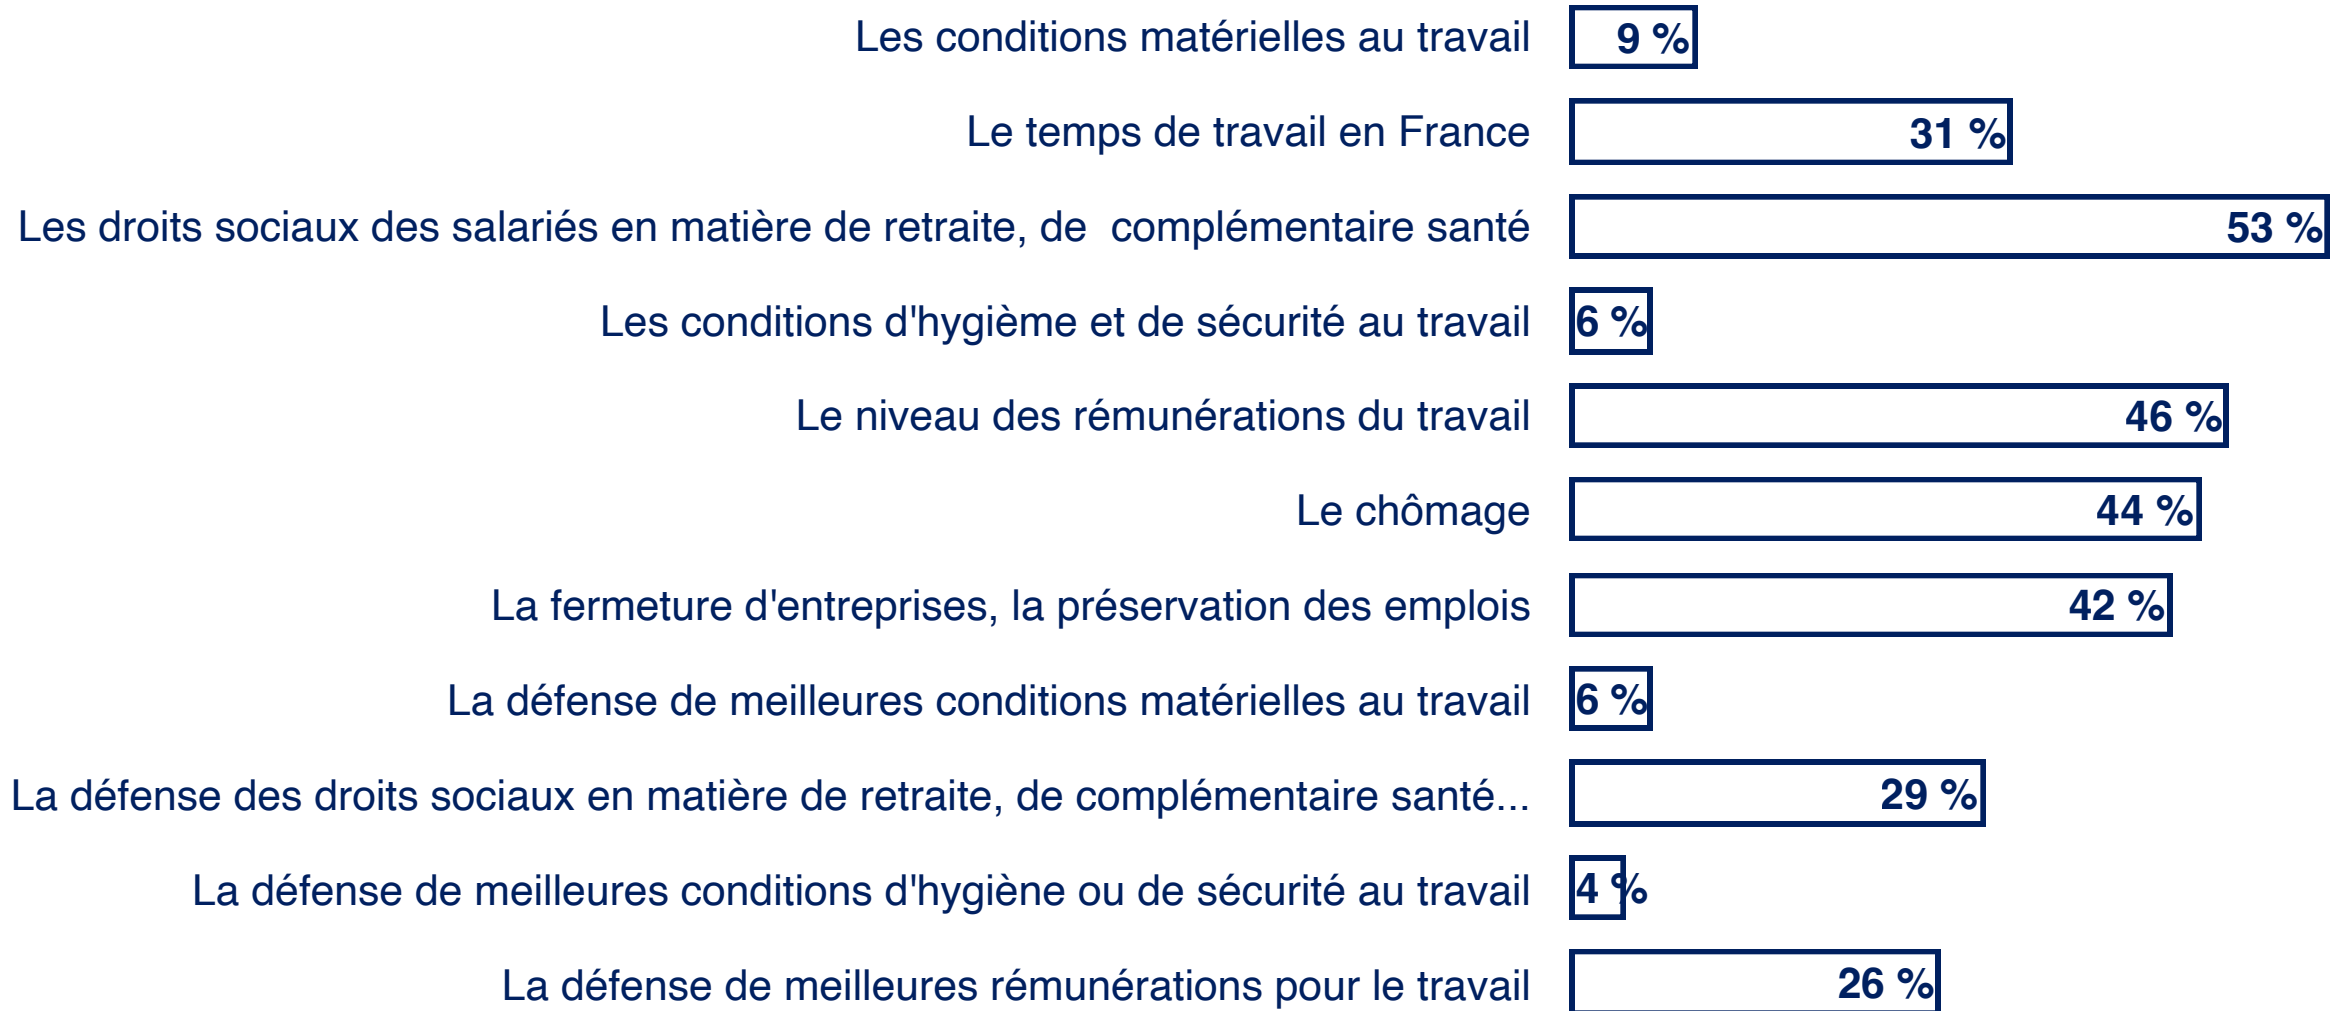 Les conditions matérielles au travail 9 %
Le temps de travail en France 31 %
Les droits sociaux des salariés en matière de retraite, de  complémentaire santé 53 %
Les conditions d'hygième et de sécurité au travail 6 %
Le niveau des rémunérations du travail 46 %
Le chômage 44 %
La fermeture d'entreprises, la préservation des emplois 42 %
La défense de meilleures conditions matérielles au travail 6 %
La défense des droits sociaux en matière de retraite, de complémentaire santé... 29 %
La défense de meilleures conditions d'hygiène ou de sécurité au travail 4 %
La défense de meilleures rémunérations pour le travail 26 %